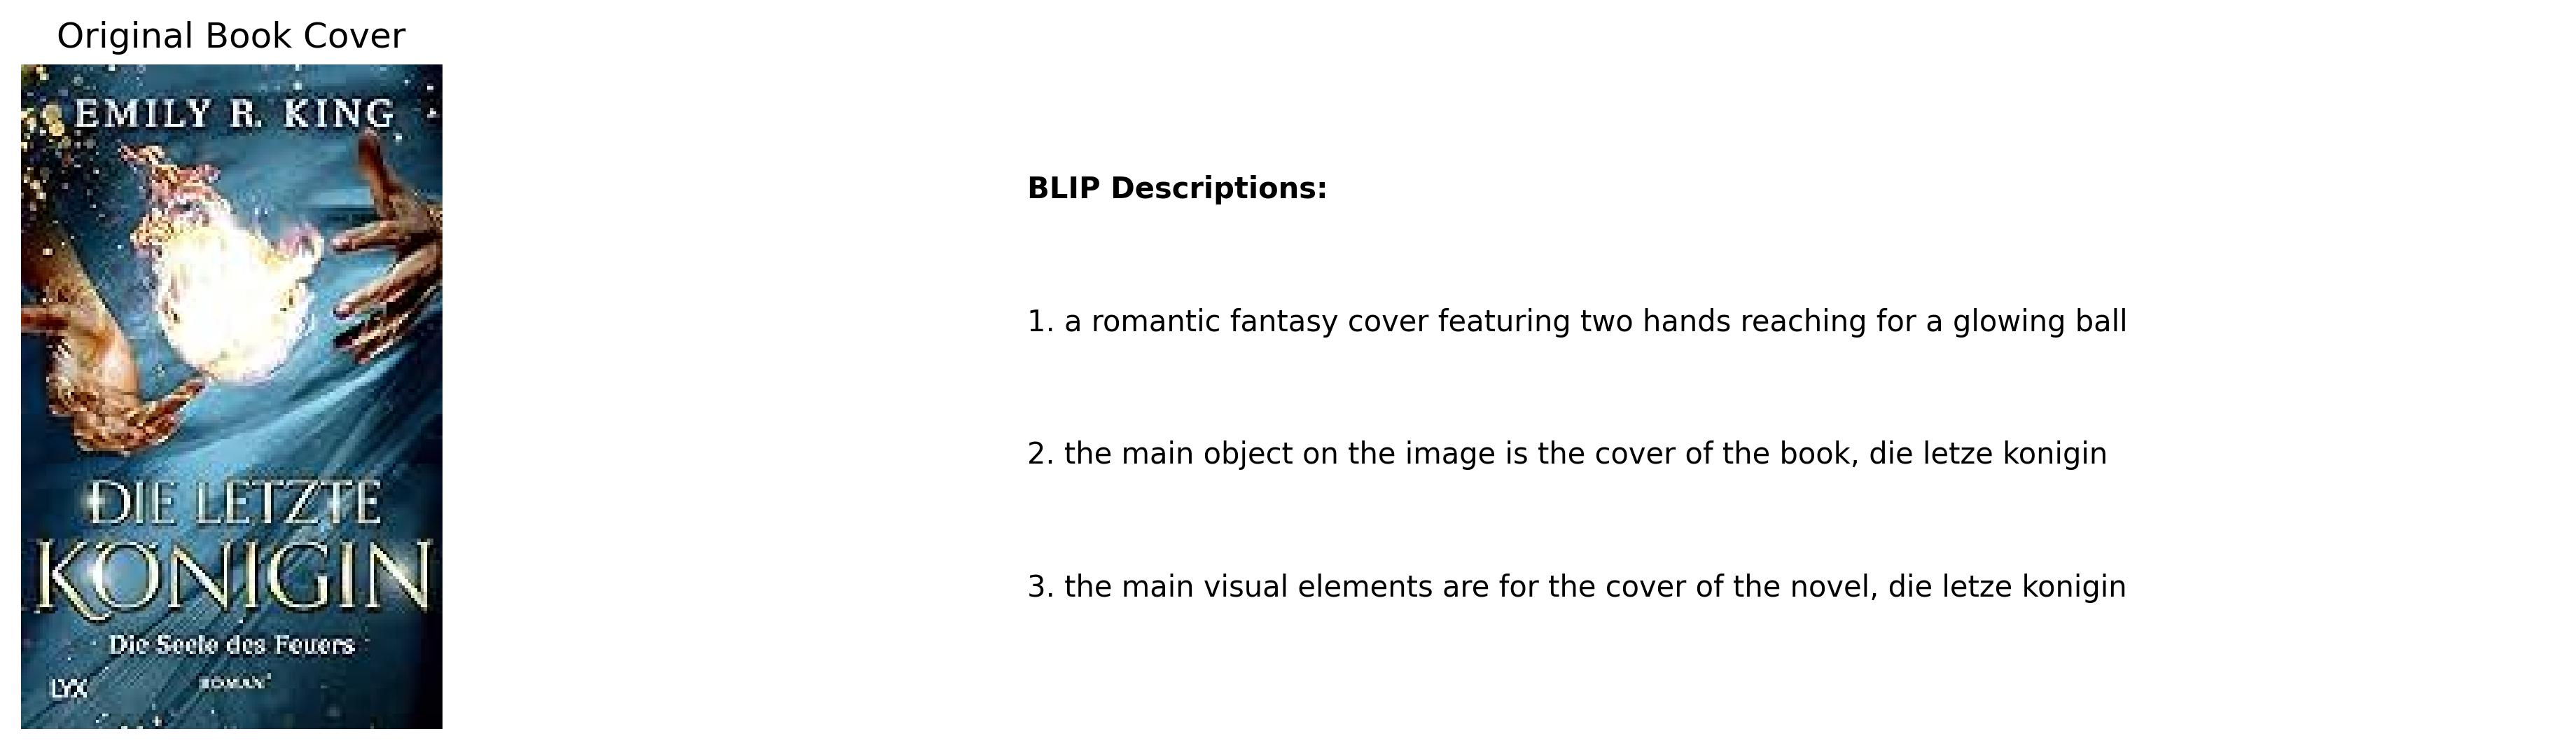 Original Book Cover
EMILY R. KING
DIE LETZTE
KÖNIGIN
Die Seele des Feuers
LYX
ROMAN
BLIP Descriptions:
1. a romantic fantasy cover featuring two hands reaching for a glowing ball
2. the main object on the image is the cover of the book, die letze konigin
3. the main visual elements are for the cover of the novel, die letze konigin